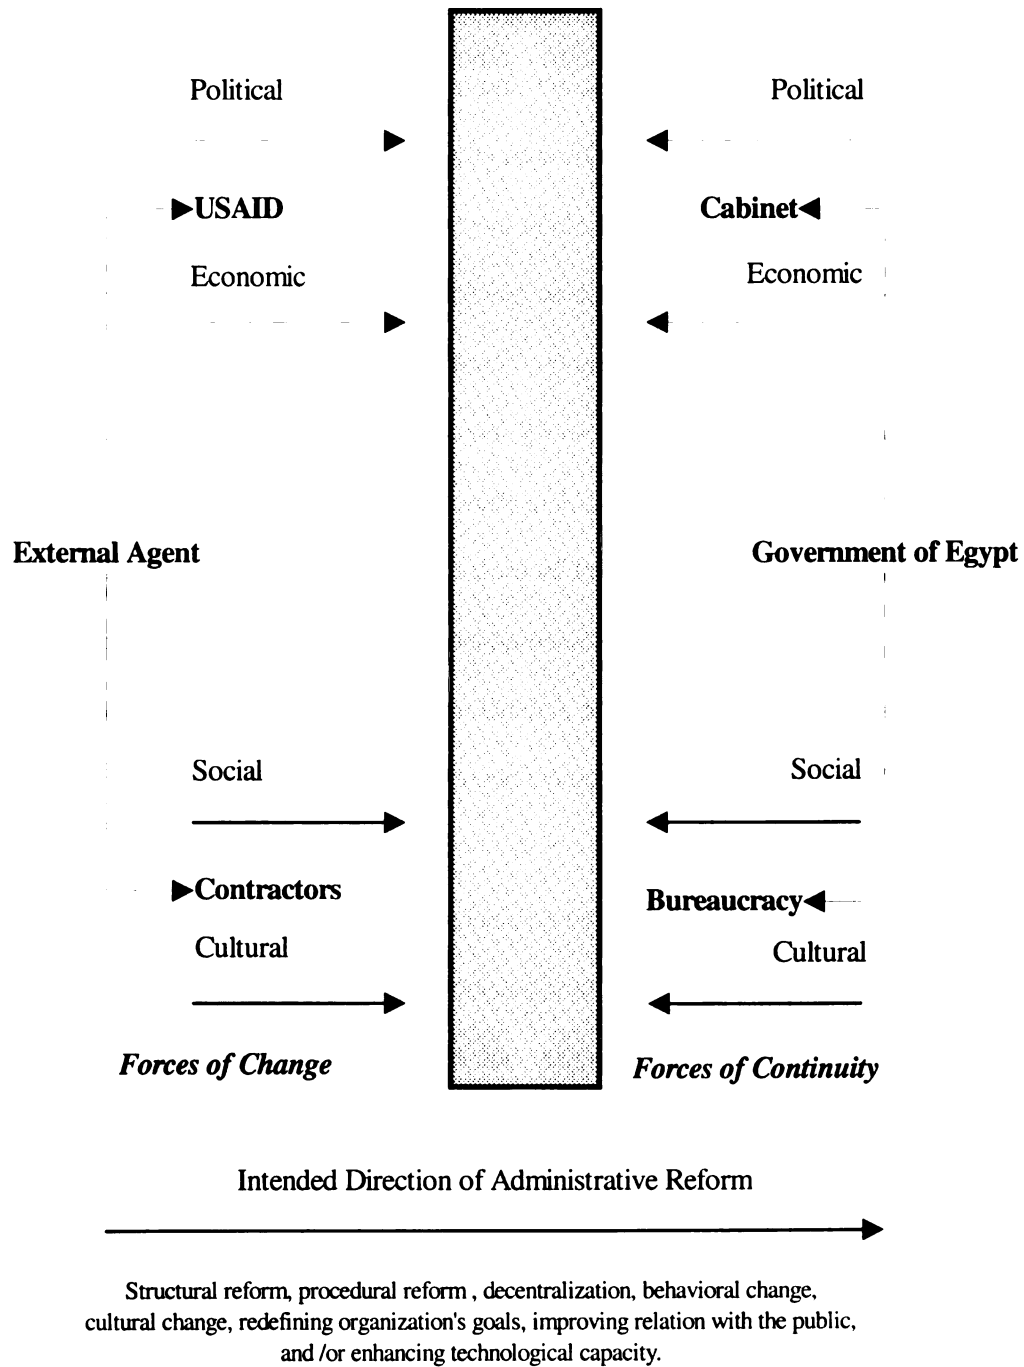 Political
Political
USAID
Cabinet
Economic
Economic
External Agent
Government of Egypt
Social
Social
Contractors
Bureaucracy
Cultural
Cultural
Forces of Change
Forces of Continuity
Intended Direction of Administrative Reform
Structural reform, procedural reform , decentralization, behavioral change,
cultural change, redefining organization's goals, improving relation with the public,
and /or enhancing technological capacity.